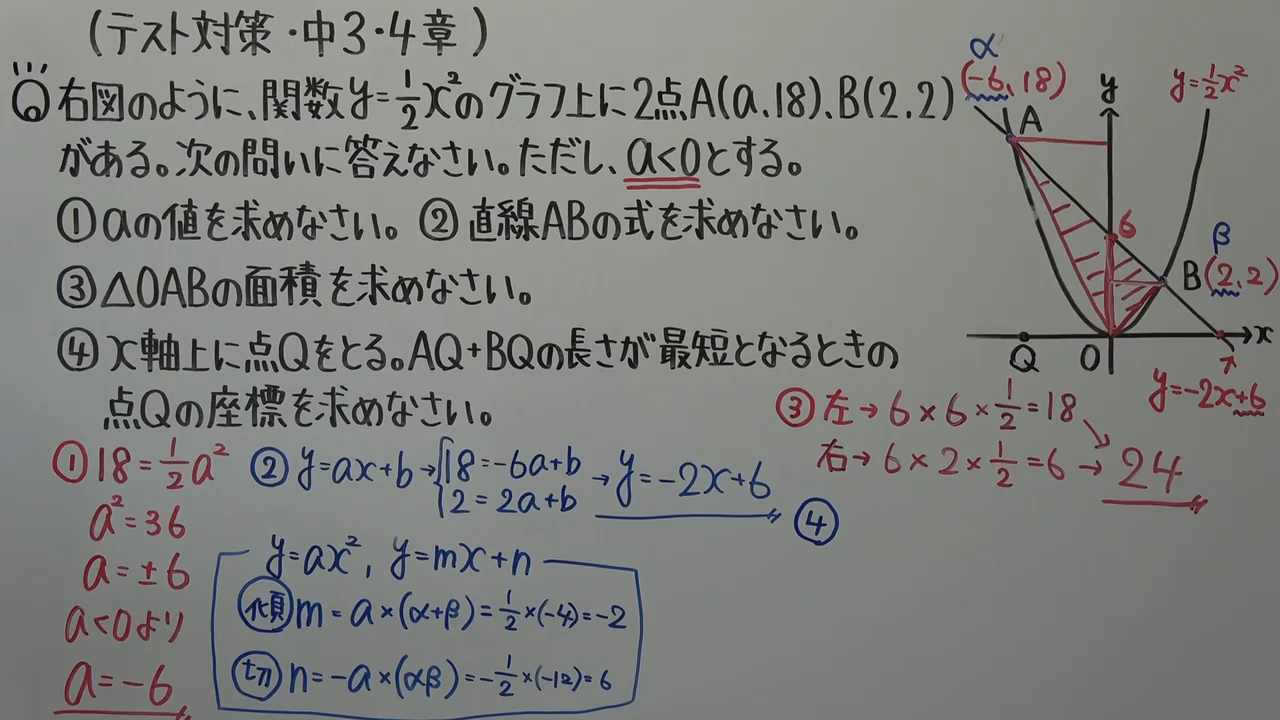 (テスト対策・中3・4章)
Q 右図のように、関数y=1/2x²のグラフ上に2点A(a.18)、B(2.2)
がある。次の問いに答えなさい。ただし、a<0とする。
①aの値を求めなさい。②直線ABの式を求めなさい。
③△OABの面積を求めなさい。
④x軸上に点Qをとる。AQ+BQの長さが最短となるときの
点Qの座標を求めなさい。
α
(-6,18)
A
y
y=1/2x²
6
β
B(2,2)
Q
O
x
y=-2x+6
①18=1/2a²
a²=36
a=±6
a<0より
a=-6
②y=ax+b→{18=-6a+b
2=2a+b
→y=-2x+6
y=ax², y=mx+n
傾 m=a×(α+β)=1/2×(-4)=-2
切 n=-a×(αβ)=-1/2×(-12)=6
③左→6×6×1/2=18
右→6×2×1/2=6→24
④